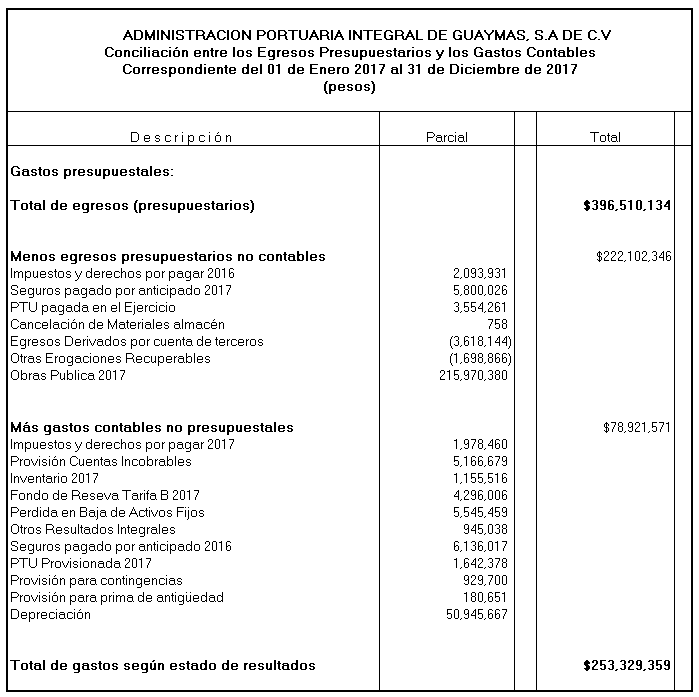 ADMINISTRACION PORTUARIA INTEGRAL DE GUAYMAS, S.A DE C.V
Conciliación entre los Egresos Presupuestarios y los Gastos Contables
Correspondiente del 01 de Enero 2017 al 31 de Diciembre de 2017
(pesos)
Descripción Parcial Total
Gastos presupuestales:
Total de egresos (presupuestarios) $396,510,134
Menos egresos presupuestarios no contables $222,102,346
Impuestos y derechos por pagar 2016 2,093,931
Seguros pagado por anticipado 2017 5,800,026
PTU pagada en el Ejercicio 3,554,261
Cancelación de Materiales almacén 758
Egresos Derivados por cuenta de terceros (3,618,144)
Otras Erogaciones Recuperables (1,698,866)
Obras Publica 2017 215,970,380
Más gastos contables no presupuestales $78,921,571
Impuestos y derechos por pagar 2017 1,978,460
Provisión Cuentas Incobrables 5,166,679
Inventario 2017 1,155,516
Fondo de Reserva Tarifa B 2017 4,296,006
Perdida en Baja de Activos Fijos 5,545,459
Otros Resultados Integrales 945,038
Seguros pagado por anticipado 2016 6,136,017
PTU Provisionada 2017 1,642,378
Provisión para contingencias 929,700
Provisión para prima de antigüedad 180,651
Depreciación 50,945,667
Total de gastos según estado de resultados $253,329,359